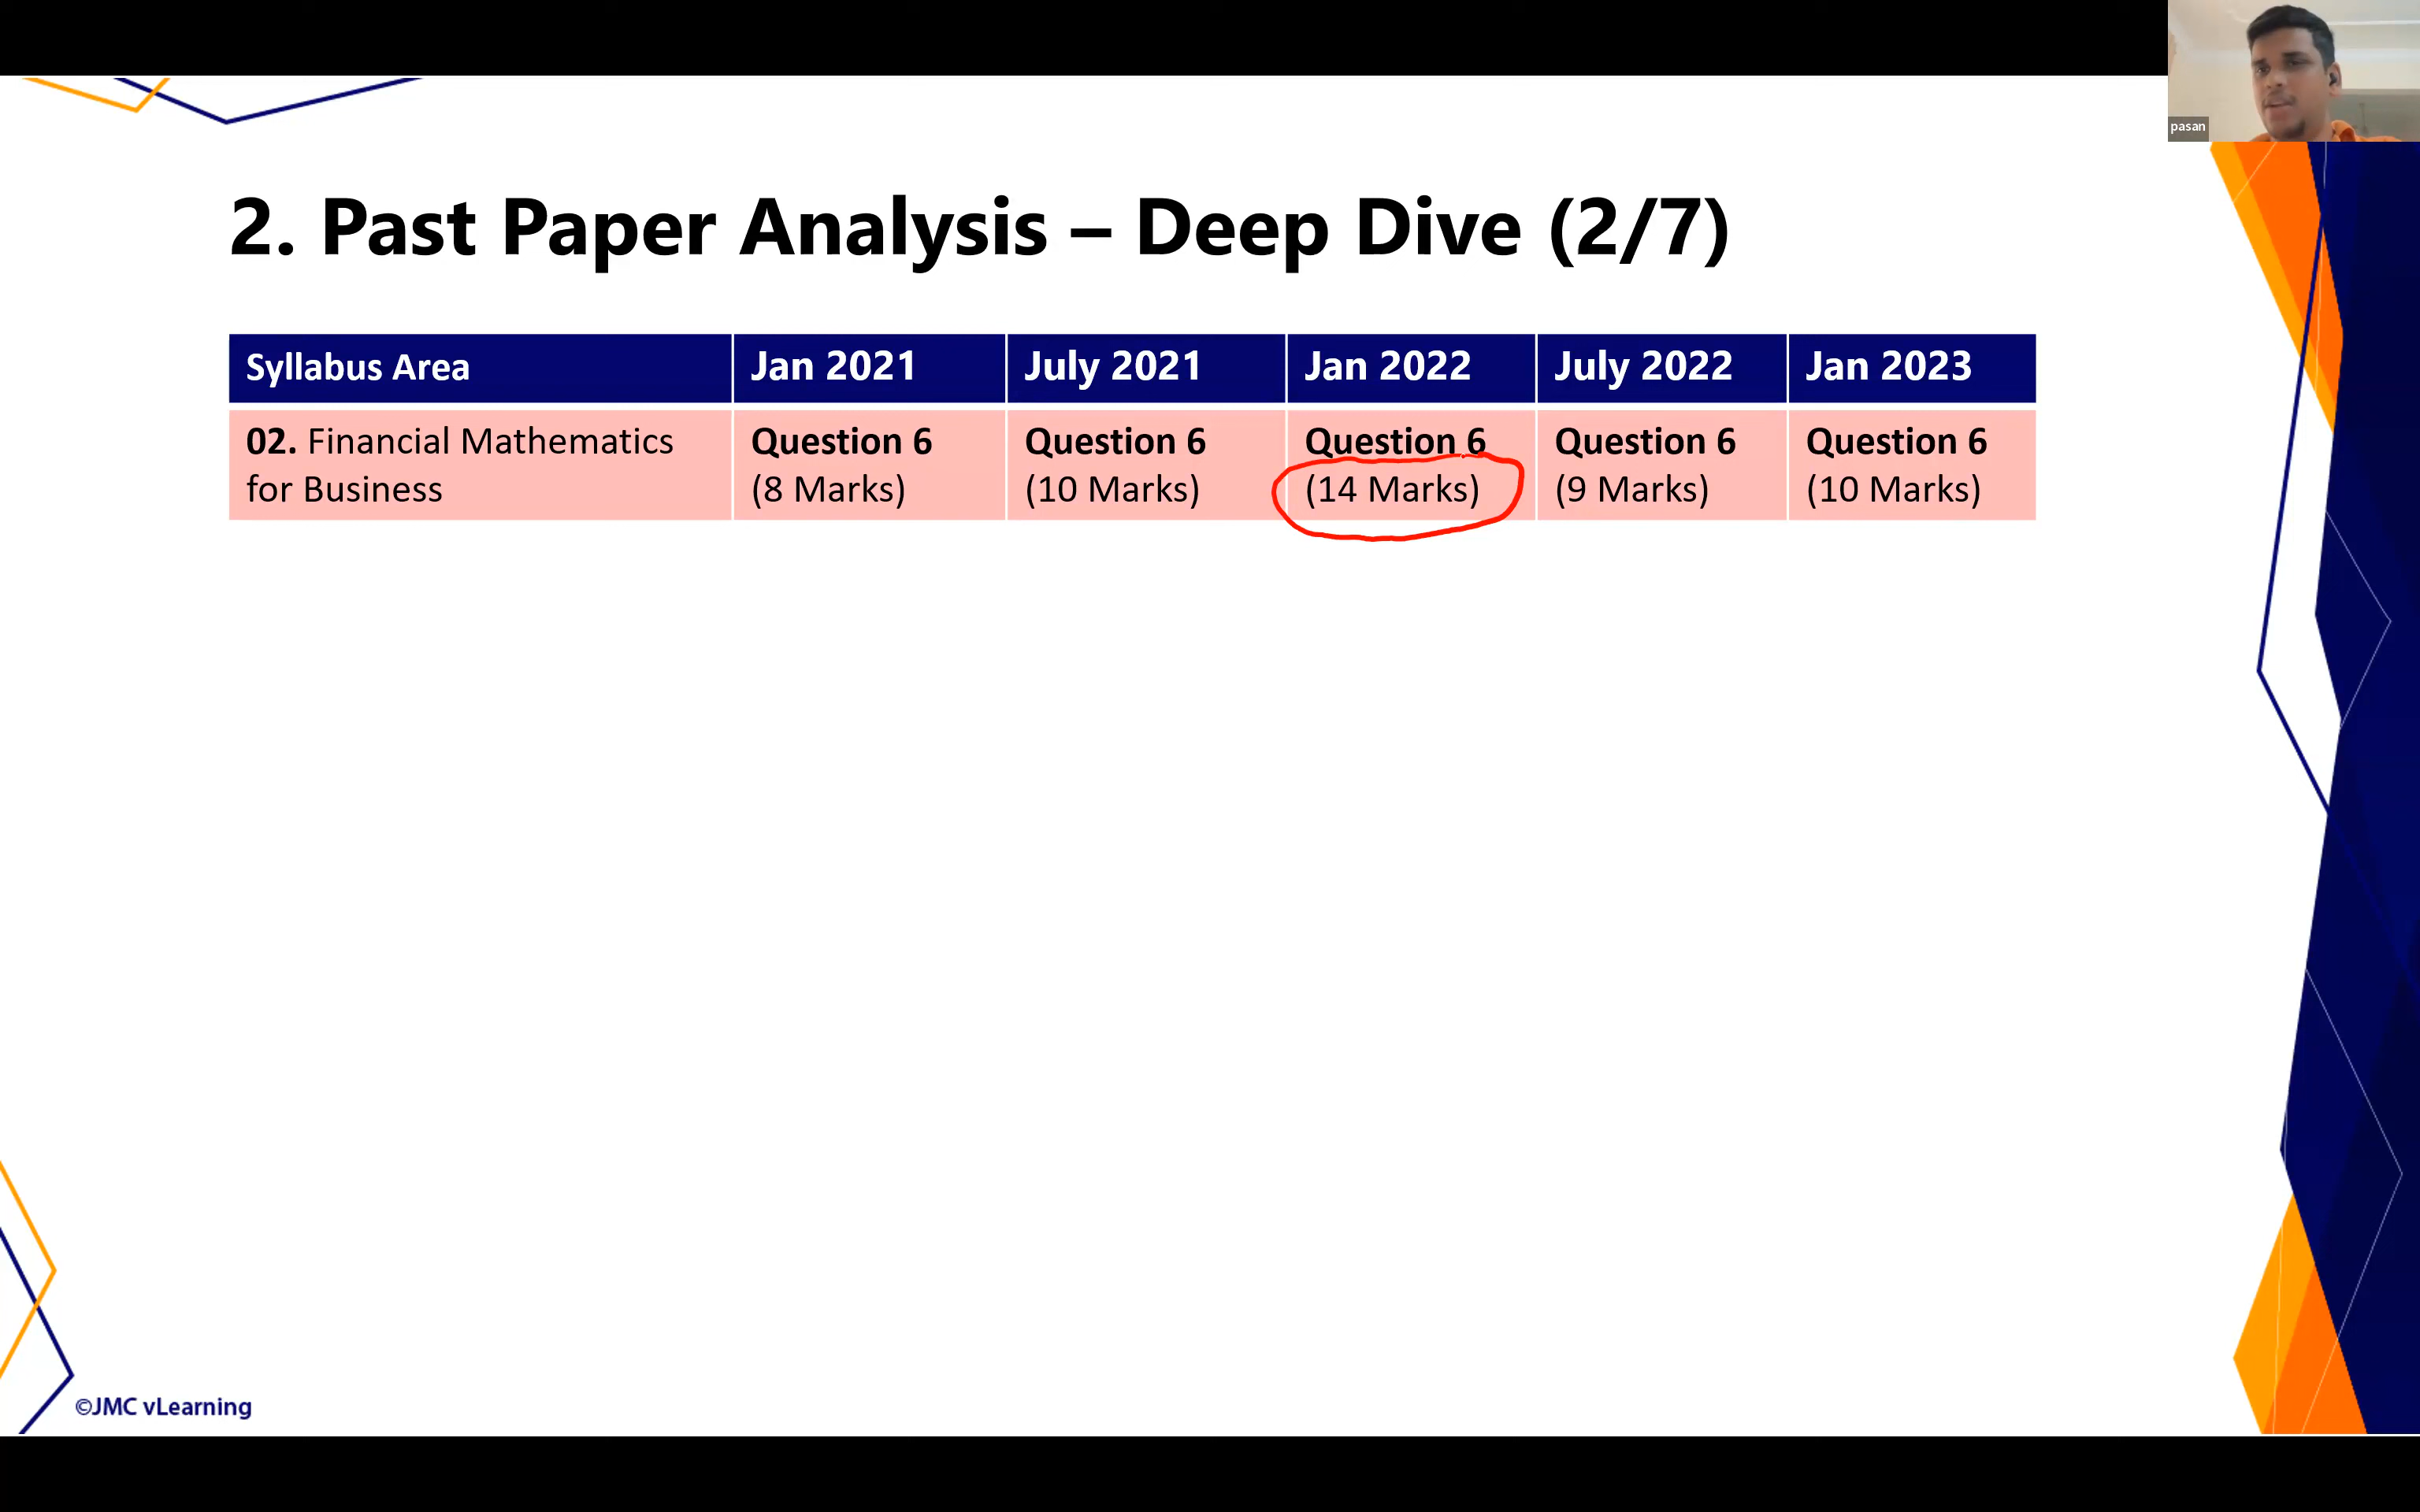 pasan
2. Past Paper Analysis – Deep Dive (2/7)
Syllabus Area Jan 2021 July 2021 Jan 2022 July 2022 Jan 2023
02. Financial Mathematics Question 6 Question 6 Question 6 Question 6 Question 6
for Business (8 Marks) (10 Marks) (14 Marks) (9 Marks) (10 Marks)
©JMC vLearning